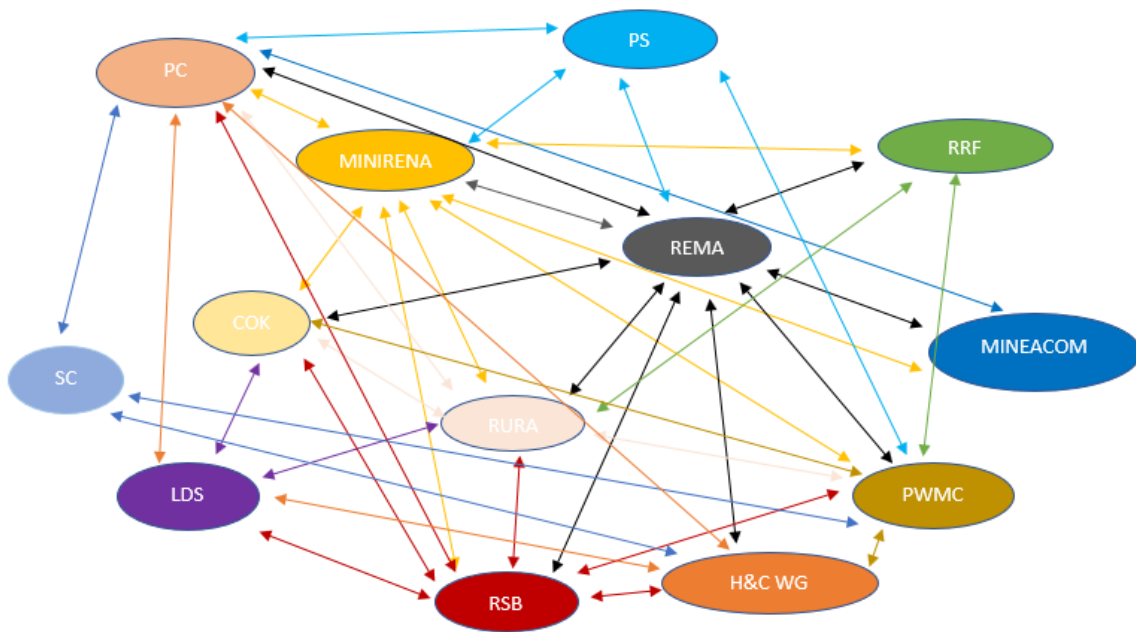 PS
PC
MINIRENA
RRF
REMA
COK
MINEACOM
SC
RURA
LDS
PWMC
H&C WG
RSB